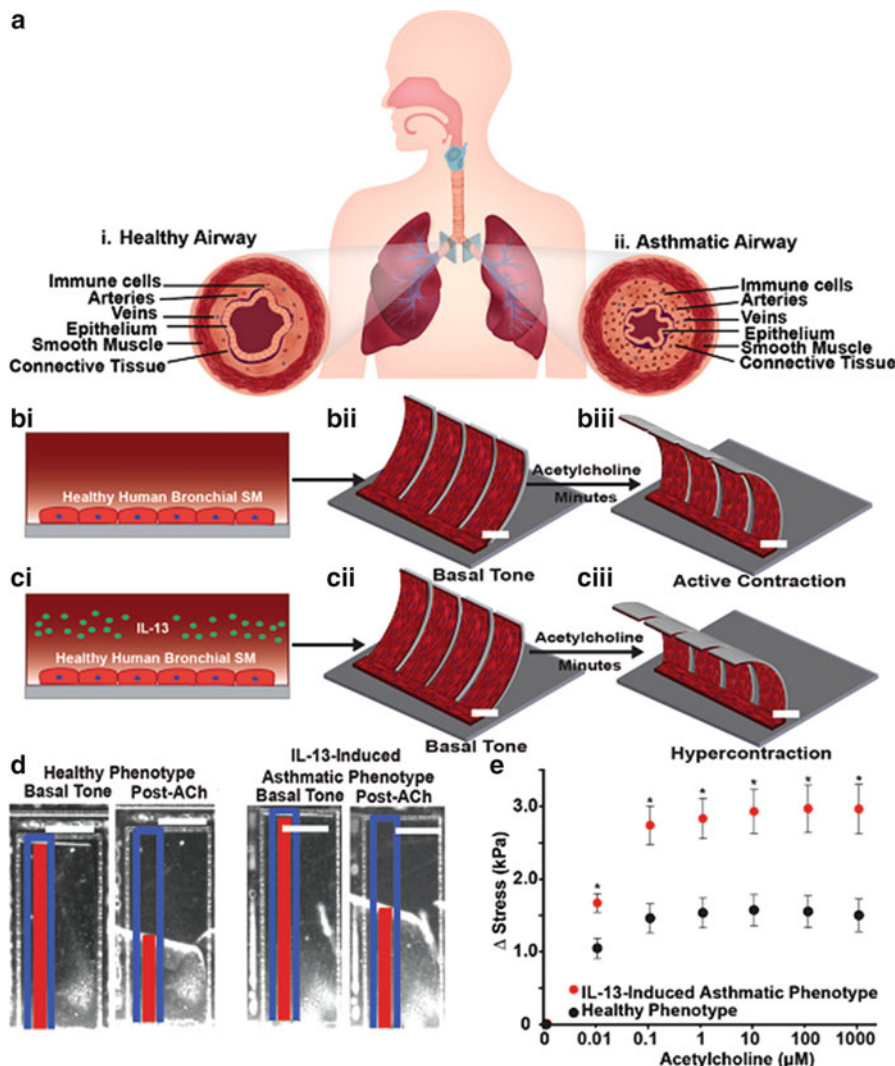 a
i. Healthy Airway
Immune cells
Arteries
Veins
Epithelium
Smooth Muscle
Connective Tissue
ii. Asthmatic Airway
Immune cells
Arteries
Veins
Epithelium
Smooth Muscle
Connective Tissue
bi
Healthy Human Bronchial SM
bii
Basal Tone
Acetylcholine
Minutes
biii
Active Contraction
ci
IL-13
Healthy Human Bronchial SM
cii
Basal Tone
Acetylcholine
Minutes
ciii
Hypercontraction
d
Healthy Phenotype
Basal Tone Post-ACh
IL-13-Induced
Asthmatic Phenotype
Basal Tone Post-ACh
e
Δ Stress (kPa)
3.0
2.0
1.0
0
* * * * * *
IL-13-Induced Asthmatic Phenotype
Healthy Phenotype
0 0.01 0.1 1 10 100 1000
Acetylcholine (µM)